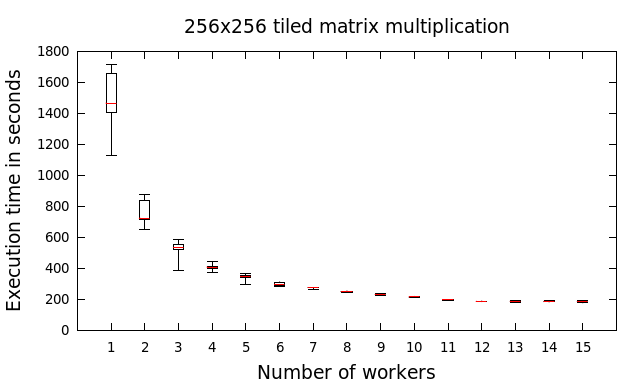 256x256 tiled matrix multiplication
Execution time in seconds
1800
1600
1400
1200
1000
800
600
400
200
0
1 2 3 4 5 6 7 8 9 10 11 12 13 14 15
Number of workers